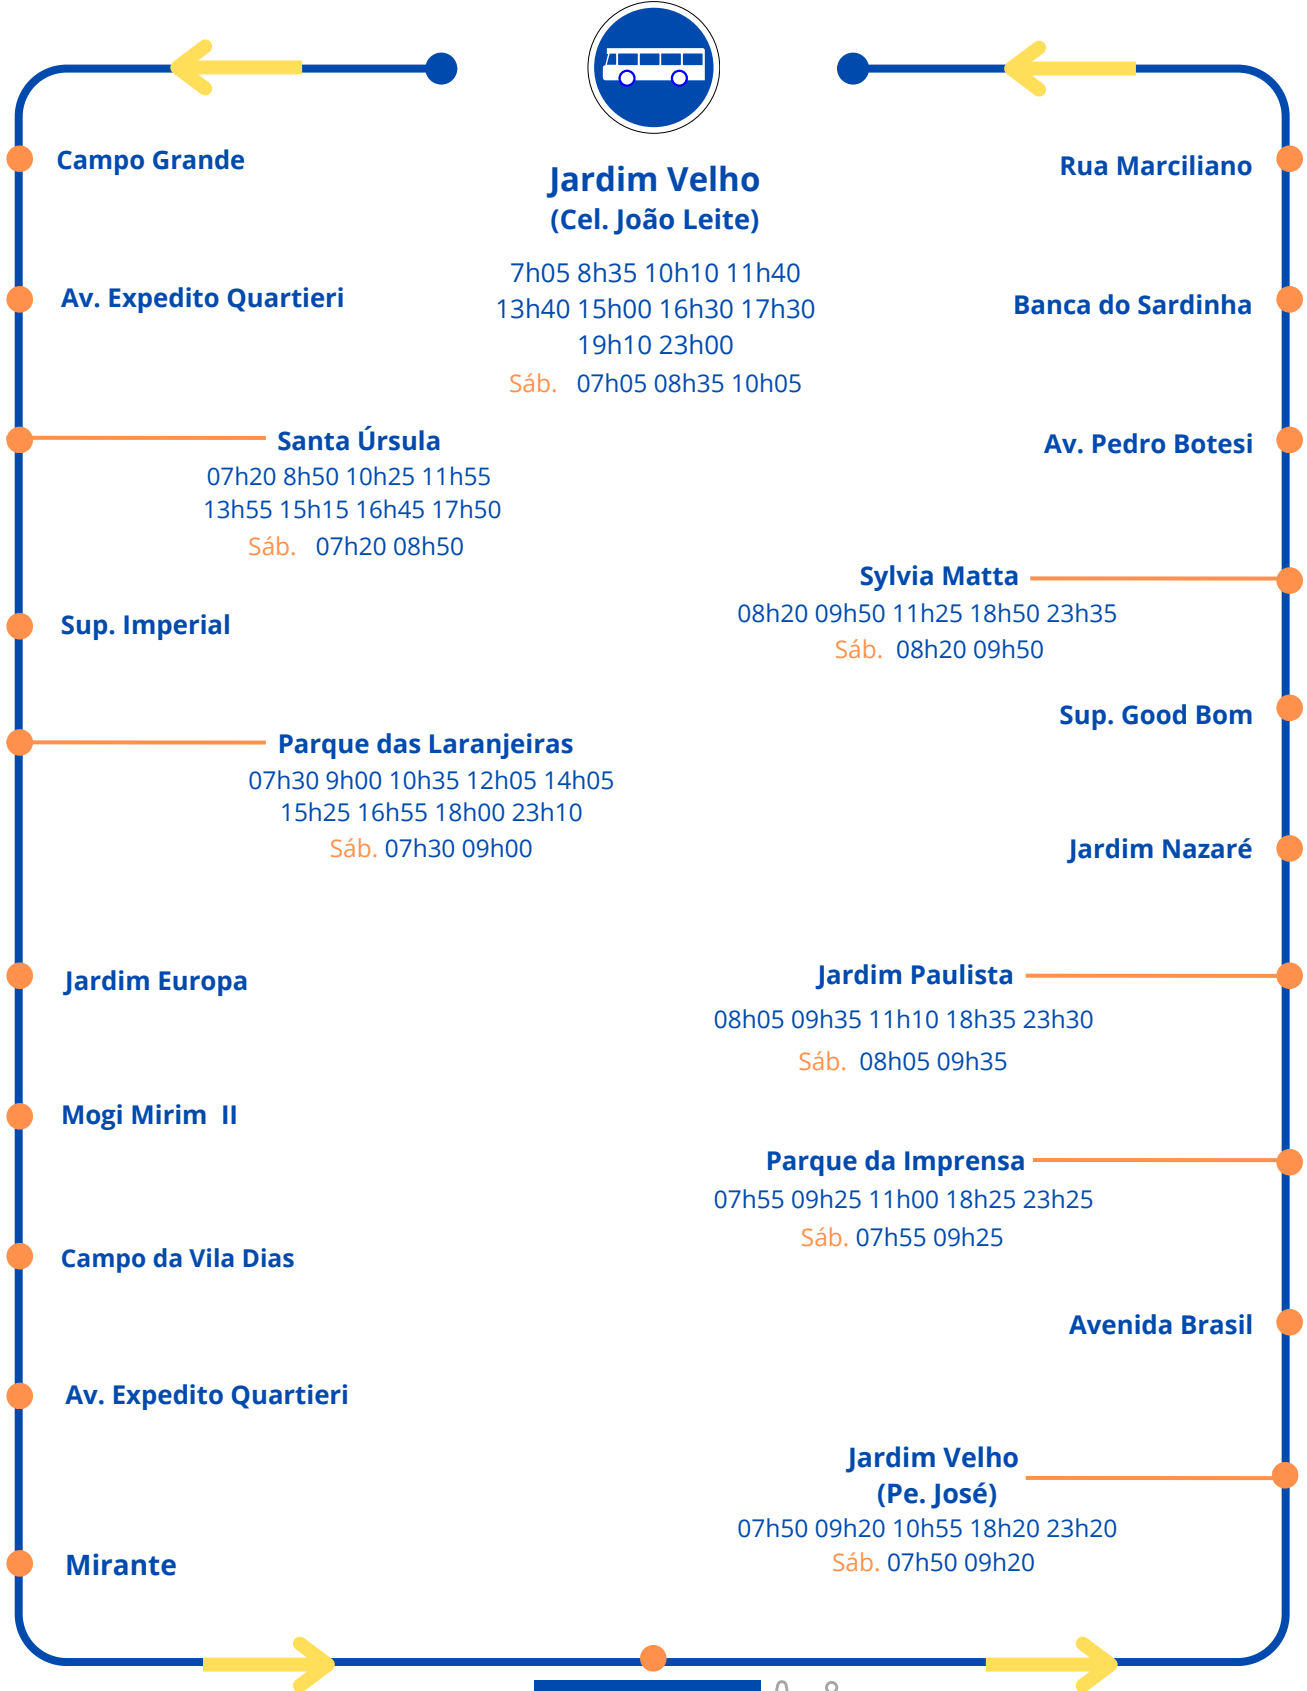 Jardim Velho
(Cel. João Leite)
7h05 8h35 10h10 11h40
13h40 15h00 16h30 17h30
19h10 23h00
Sáb. 07h05 08h35 10h05
Campo Grande
Av. Expedito Quartieri
Santa Úrsula
07h20 8h50 10h25 11h55
13h55 15h15 16h45 17h50
Sáb. 07h20 08h50
Sup. Imperial
Parque das Laranjeiras
07h30 9h00 10h35 12h05 14h05
15h25 16h55 18h00 23h10
Sáb. 07h30 09h00
Jardim Europa
Mogi Mirim II
Campo da Vila Dias
Av. Expedito Quartieri
Mirante
Rua Marciliano
Banca do Sardinha
Av. Pedro Botesi
Sylvia Matta
08h20 09h50 11h25 18h50 23h35
Sáb. 08h20 09h50
Sup. Good Bom
Jardim Nazaré
Jardim Paulista
08h05 09h35 11h10 18h35 23h30
Sáb. 08h05 09h35
Parque da Imprensa
07h55 09h25 11h00 18h25 23h25
Sáb. 07h55 09h25
Avenida Brasil
Jardim Velho
(Pe. José)
07h50 09h20 10h55 18h20 23h20
Sáb. 07h50 09h20